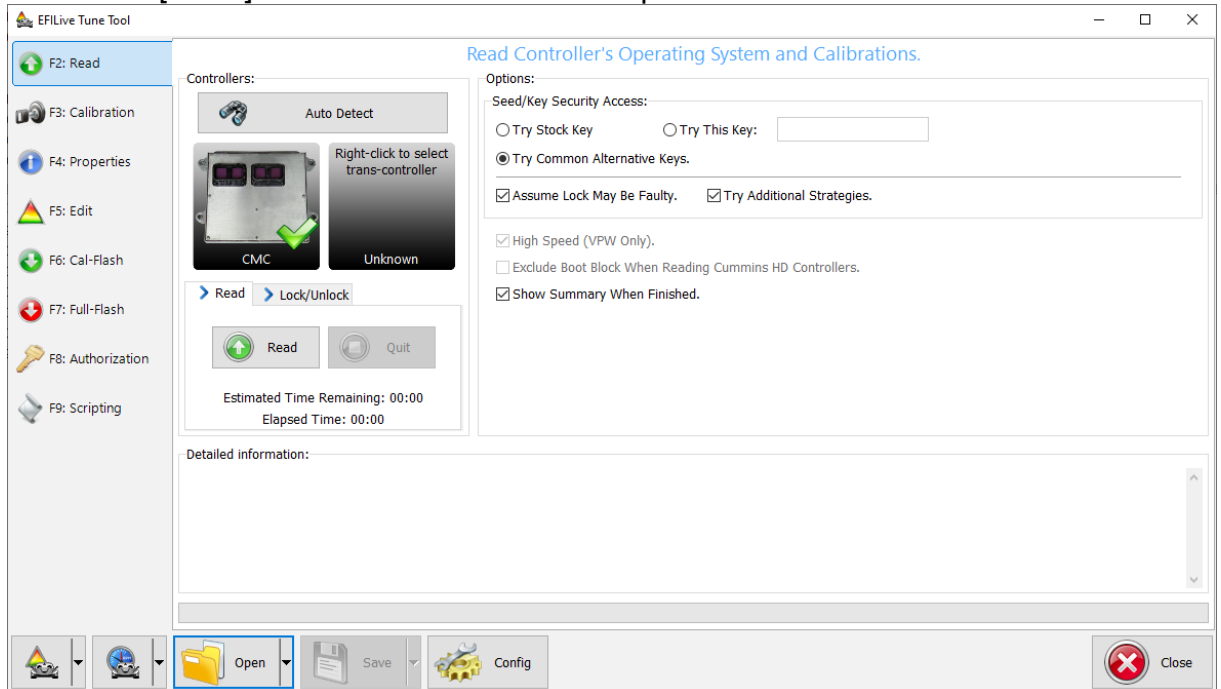 EFILive Tune Tool
F2: Read
F3: Calibration
F4: Properties
F5: Edit
F6: Cal-Flash
F7: Full-Flash
F8: Authorization
F9: Scripting
Read Controller's Operating System and Calibrations.
Controllers:
Auto Detect
CMC
Right-click to select
trans-controller
Unknown
Read
Lock/Unlock
Read
Quit
Estimated Time Remaining: 00:00
Elapsed Time: 00:00
Options:
Seed/Key Security Access:
Try Stock Key
Try This Key:
Try Common Alternative Keys.
Assume Lock May Be Faulty.
Try Additional Strategies.
High Speed (VPW Only).
Exclude Boot Block When Reading Cummins HD Controllers.
Show Summary When Finished.
Detailed information:
Open
Save
Config
Close